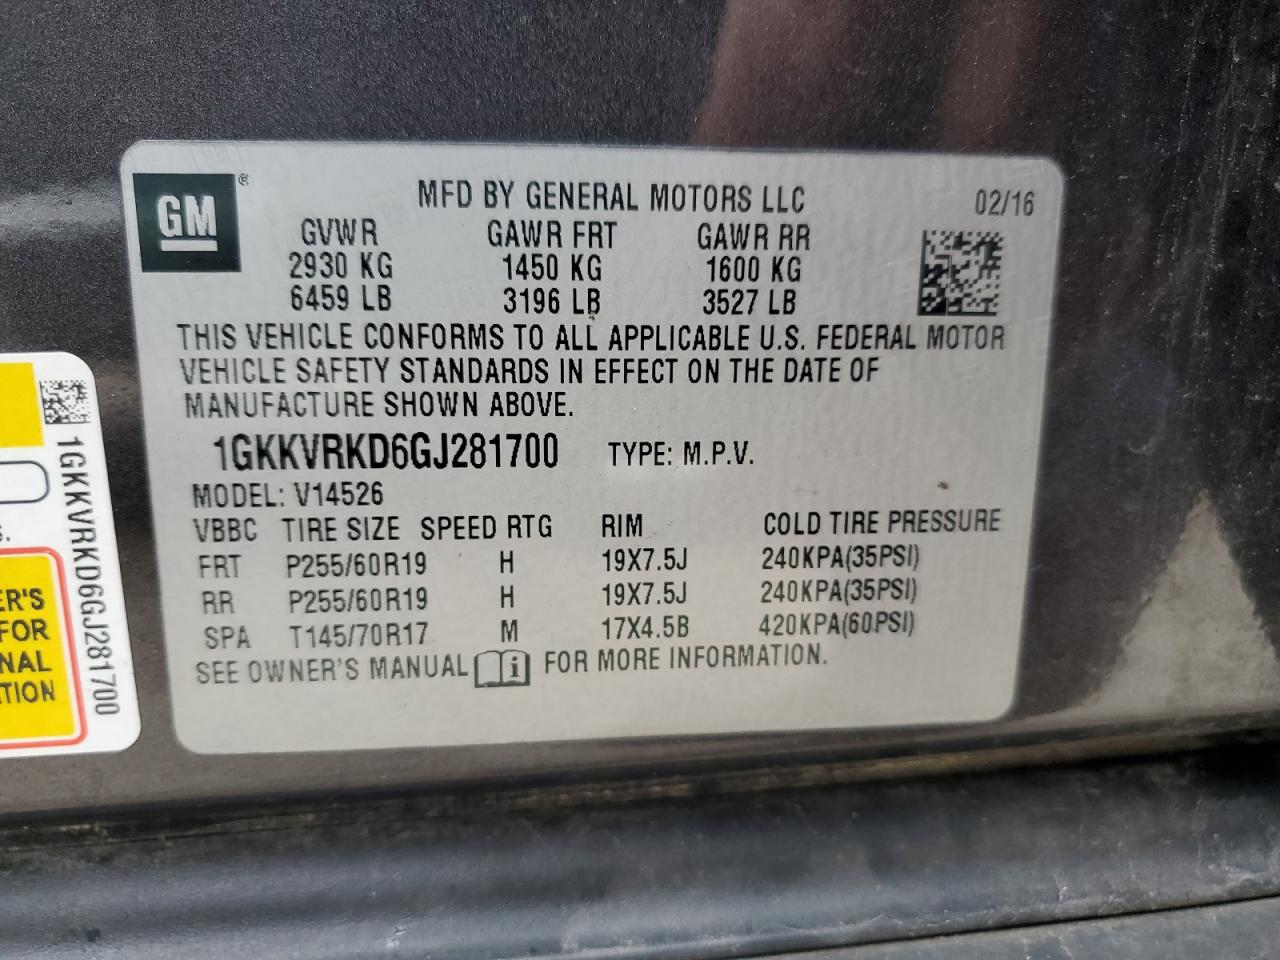 GM ®
MFD BY GENERAL MOTORS LLC 02/16
GVWR GAWR FRT GAWR RR
2930 KG 1450 KG 1600 KG
6459 LB 3196 LB 3527 LB
THIS VEHICLE CONFORMS TO ALL APPLICABLE U.S. FEDERAL MOTOR
VEHICLE SAFETY STANDARDS IN EFFECT ON THE DATE OF
MANUFACTURE SHOWN ABOVE.
1GKKVRKD6GJ281700 TYPE: M.P.V.
MODEL: V14526
VBBC TIRE SIZE SPEED RTG RIM COLD TIRE PRESSURE
FRT P255/60R19 H 19X7.5J 240KPA(35PSI)
RR P255/60R19 H 19X7.5J 240KPA(35PSI)
SPA T145/70R17 M 17X4.5B 420KPA(60PSI)
SEE OWNER'S MANUAL i FOR MORE INFORMATION.
1GKKVRKD6GJ281700
ER'S
FOR
NAL
TION